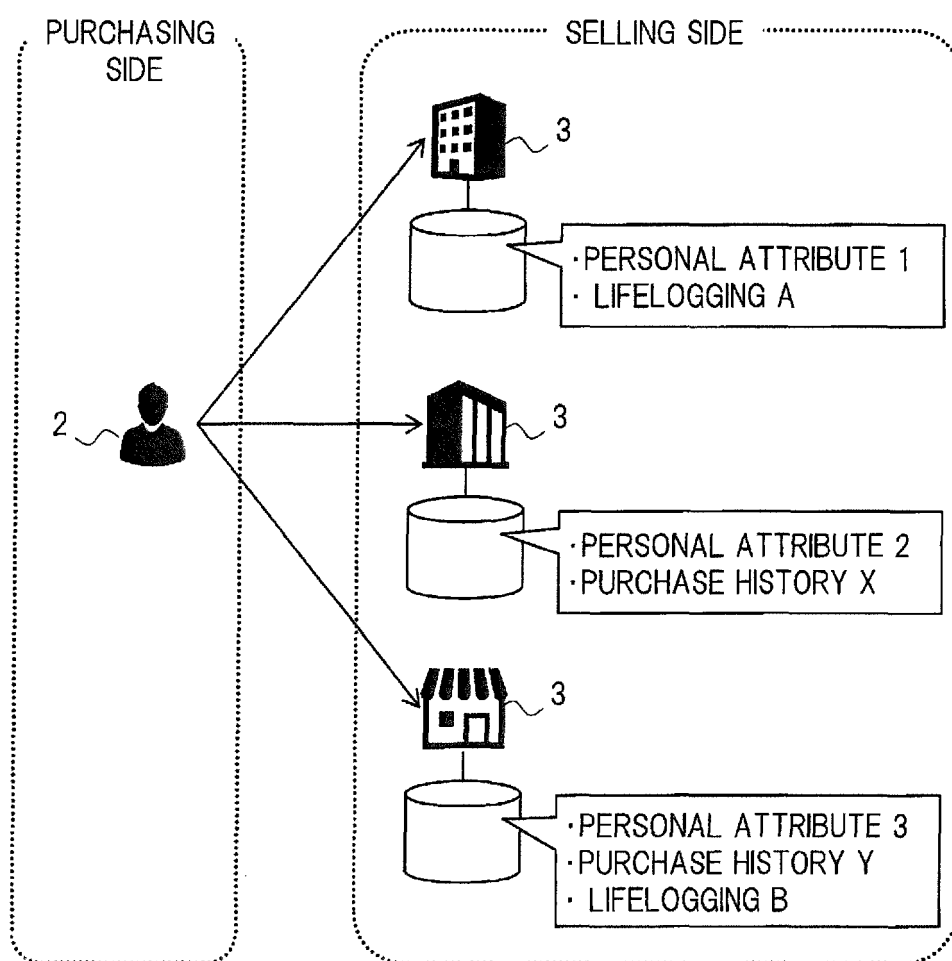 PURCHASING
SIDE
SELLING SIDE
3
·PERSONAL ATTRIBUTE 1
· LIFELOGGING A
2
3
·PERSONAL ATTRIBUTE 2
·PURCHASE HISTORY X
3
·PERSONAL ATTRIBUTE 3
·PURCHASE HISTORY Y
· LIFELOGGING B